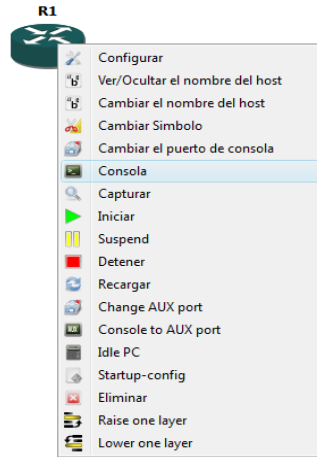 R1
Configurar
Ver/Ocultar el nombre del host
Cambiar el nombre del host
Cambiar Simbolo
Cambiar el puerto de consola
Consola
Capturar
Iniciar
Suspend
Detener
Recargar
Change AUX port
Console to AUX port
Idle PC
Startup-config
Eliminar
Raise one layer
Lower one layer